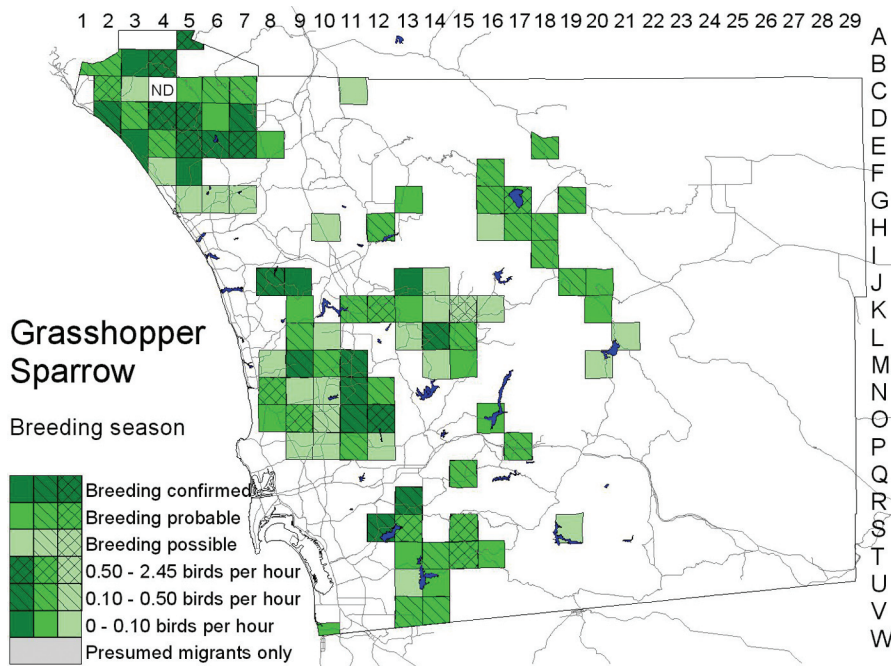 1 2 3 4 5 6 7 8 9 10 11 12 13 14 15 16 17 18 19 20 21 22 23 24 25 26 27 28 29
A
B
C
D
E
F
G
H
I
J
K
L
M
N
O
P
Q
R
S
T
U
V
W
ND
Grasshopper
Sparrow
Breeding season
Breeding confirmed
Breeding probable
Breeding possible
0.50 - 2.45 birds per hour
0.10 - 0.50 birds per hour
0 - 0.10 birds per hour
Presumed migrants only